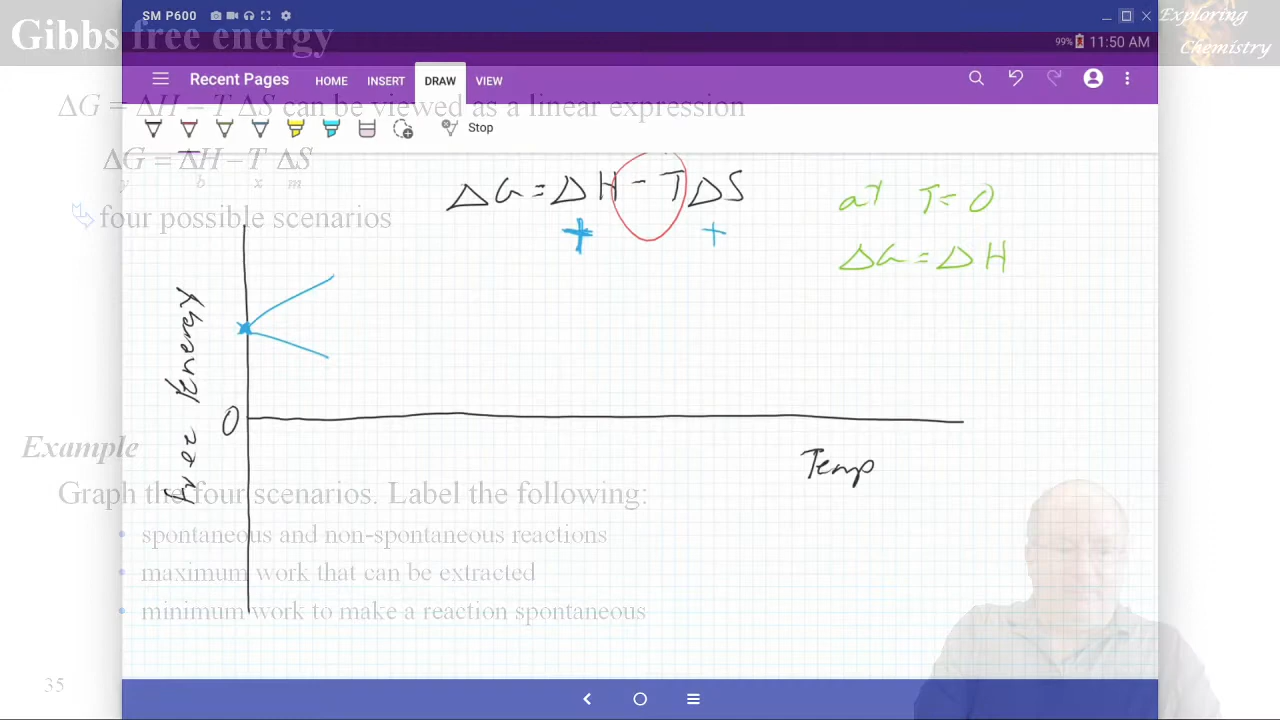 SM P600
Gibbs free energy
Exploring
Chemistry
99% 11:50 AM
Recent Pages HOME INSERT DRAW VIEW
ΔG = ΔH – T ΔS can be viewed as a linear expression
Stop
ΔG = ΔH – T ΔS
y b x m
four possible scenarios
ΔG = ΔH - TΔS
+ +
at T = 0
ΔG = ΔH
Free Energy
0
Temp
Example
Graph the four scenarios. Label the following:
• spontaneous and non-spontaneous reactions
• maximum work that can be extracted
• minimum work to make a reaction spontaneous
35